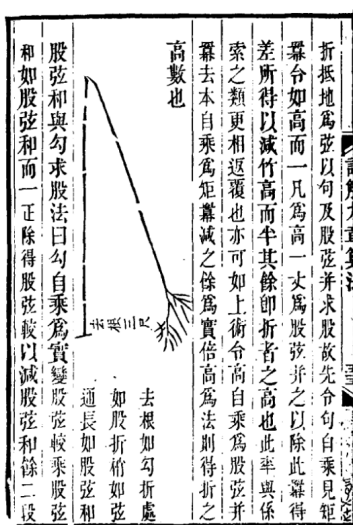 折抵地爲弦以句及股弦并求股故先令句自乘見矩
羃令如高而一凡爲高一丈爲股弦并之以除此羃得
差所得以減竹高而半其餘即折者之高也此率與係
索之類更相返覆也亦可如上術令高自乘爲股弦并
羃去本自乘爲矩羃減之餘爲實倍高爲法則得折之
高數也
去根三尺
去根如勾折處
如股折竹如弦
通長如股弦和
股弦和與勾求股法曰勾自乘爲實變股弦較乘股弦
和如股弦和而一正除得股弦較以減股弦和餘二段